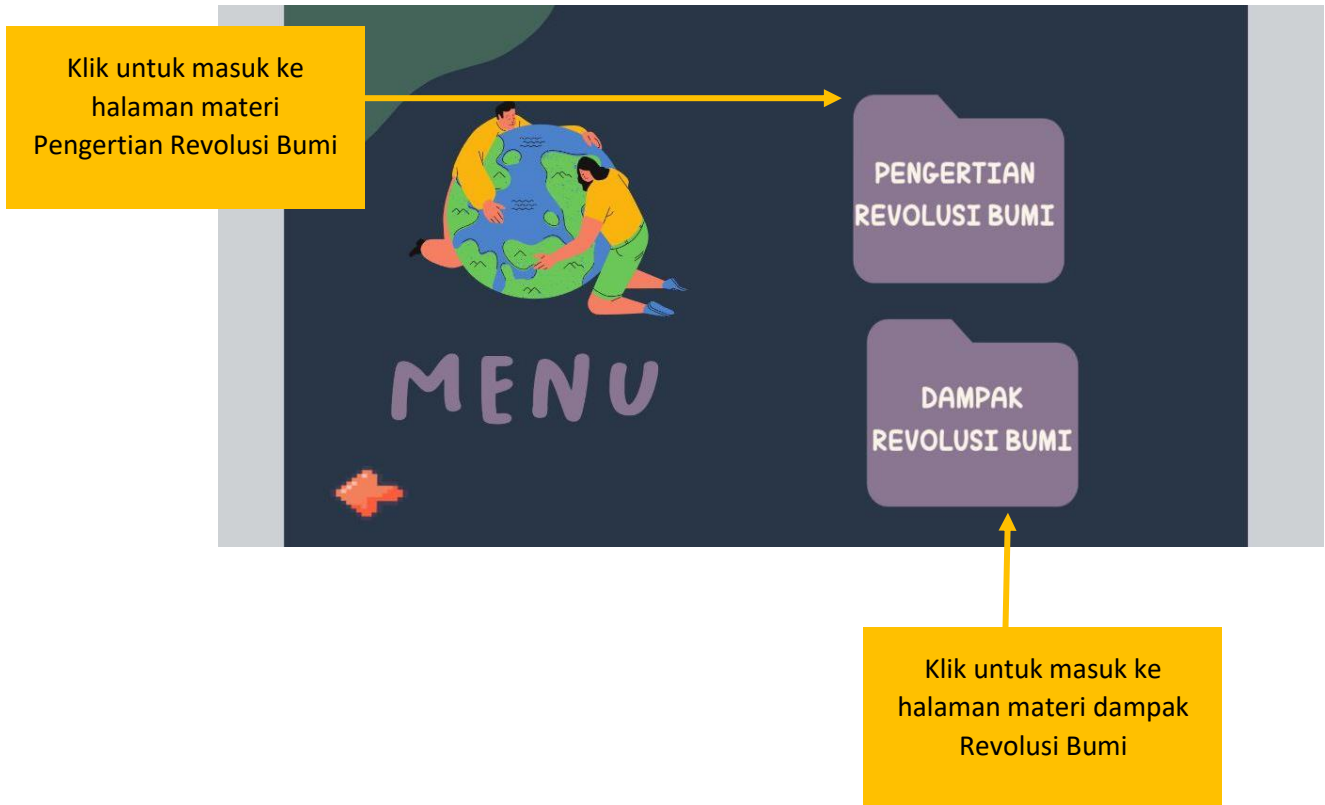 Klik untuk masuk ke
halaman materi
Pengertian Revolusi Bumi
PENGERTIAN
REVOLUSI BUMI
MENU
DAMPAK
REVOLUSI BUMI
Klik untuk masuk ke
halaman materi dampak
Revolusi Bumi